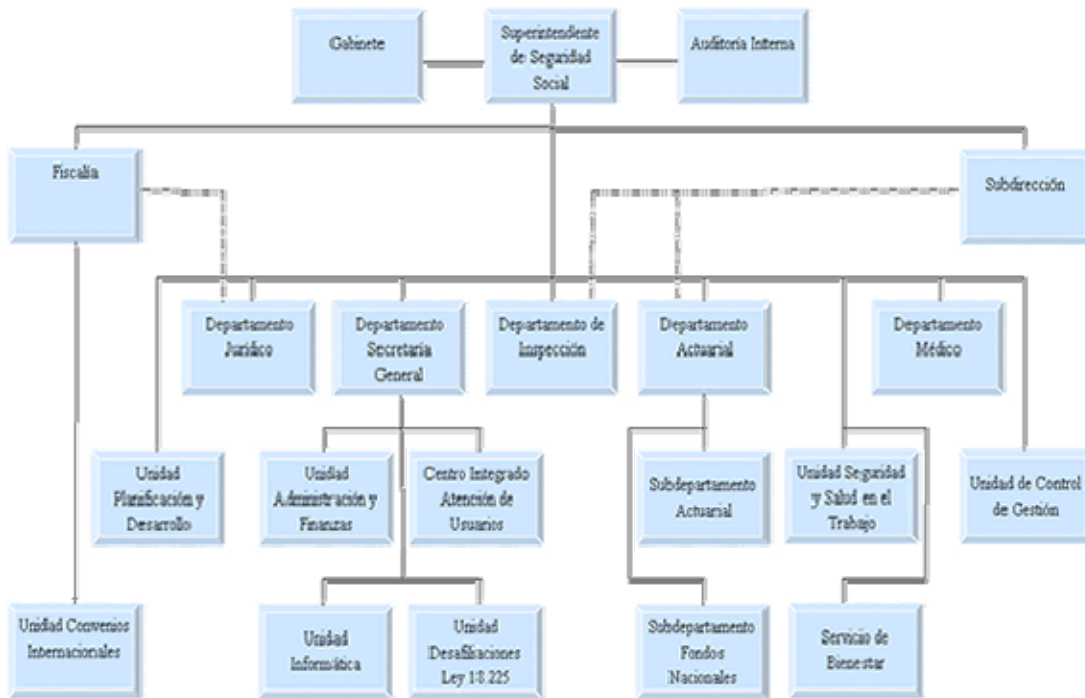 Gabinete
Superintendente
de Seguridad
Social
Auditoría Interna
Fiscalía
Subdirección
Departamento
Jurídico
Departamento
Secretaría
General
Departamento de
Inspección
Departamento
Actuarial
Departamento
Médico
Unidad
Planificación y
Desarrollo
Unidad
Administración y
Finanzas
Centro Integrado
Atención de
Usuarios
Subdepartamento
Actuarial
Unidad Seguridad
y Salud en el
Trabajo
Unidad de Control
de Gestión
Unidad Convenios
Internacionales
Unidad
Informática
Unidad
Desafiliaciones
Ley 18.225
Subdepartamento
Fondos
Nacionales
Servicio de
Bienestar